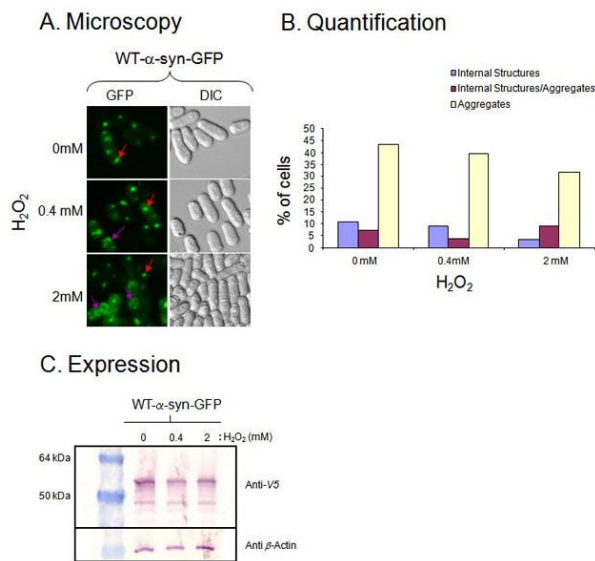 A. Microscopy
WT-α-syn-GFP
GFP DIC
0mM
0.4 mM
2mM
H₂O₂
B. Quantification
Internal Structures
Internal Structures/Aggregates
Aggregates
% of cells
50
45
40
35
30
25
20
15
10
5
0
0 mM 0.4mM 2 mM
H₂O₂
C. Expression
WT-α-syn-GFP
0 0.4 2 : H₂O₂ (mM)
64 kDa
50 kDa
Anti-V5
Anti β-Actin